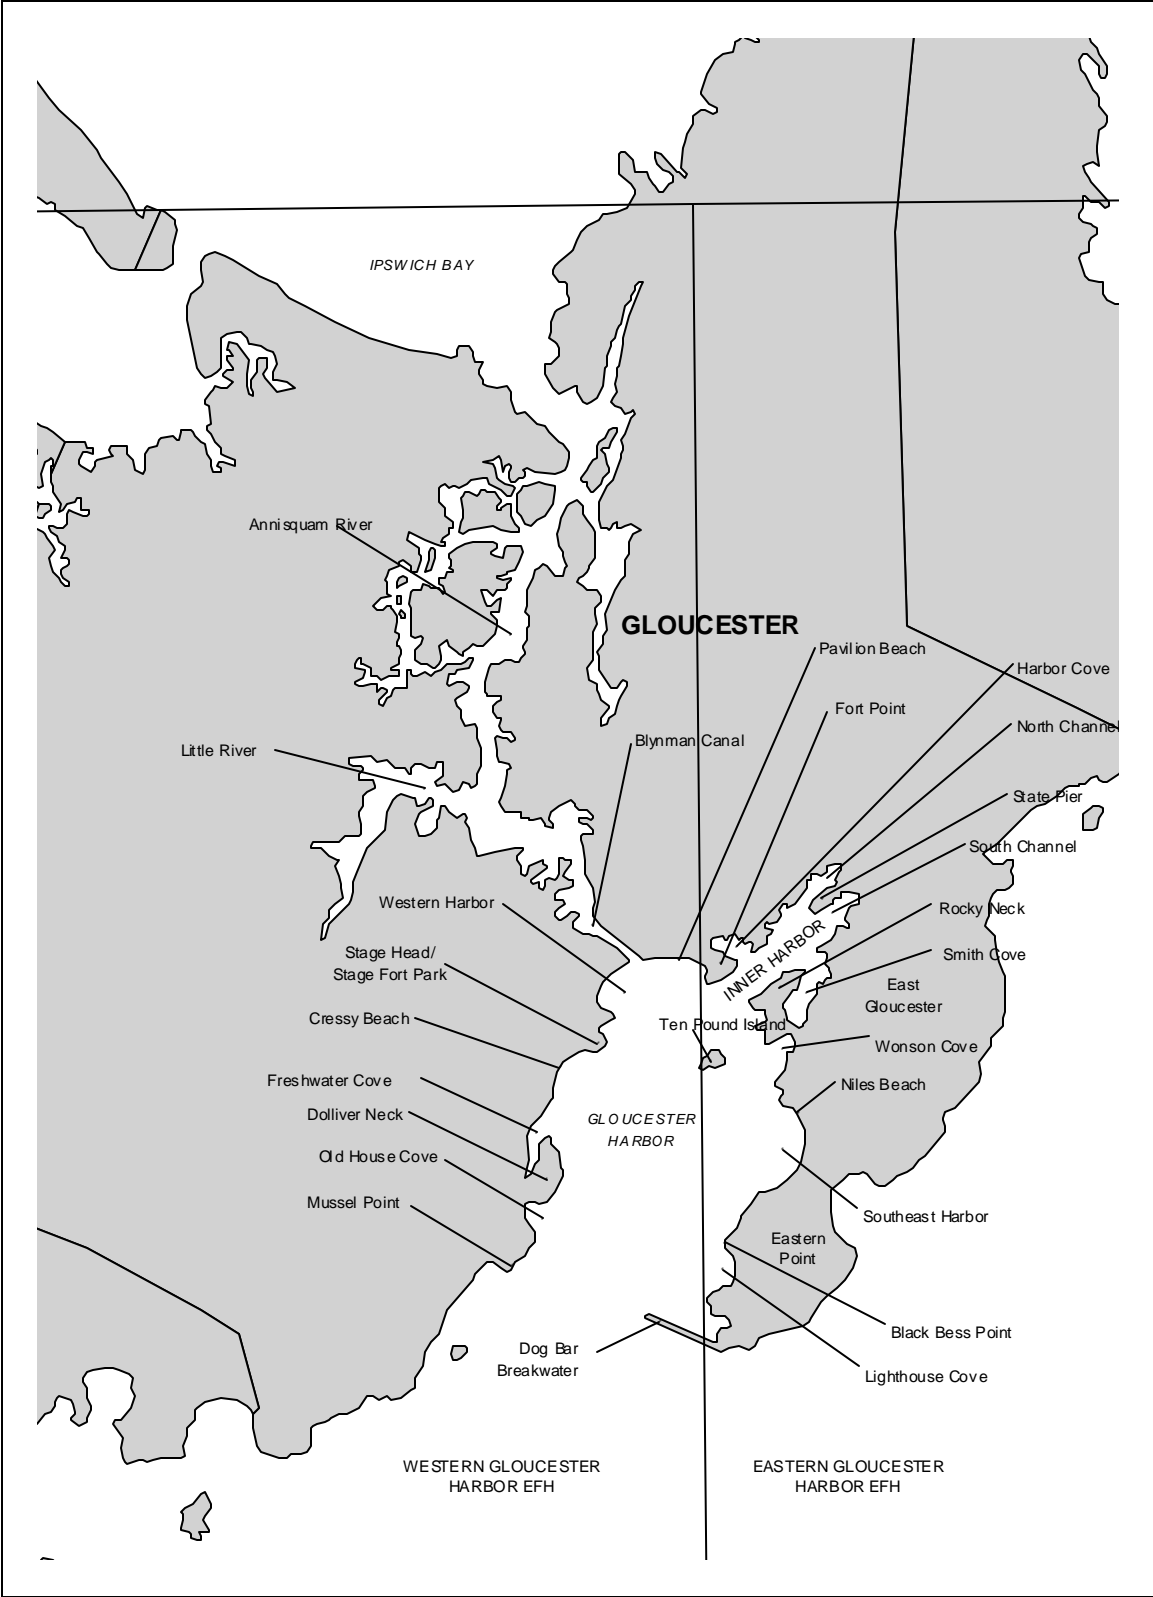 IPSWICH BAY
Annisquam River
GLOUCESTER
Pavilion Beach
Harbor Cove
Fort Point
North Channel
Blynman Canal
Little River
State Pier
South Channel
Western Harbor
Rocky Neck
INNER HARBOR
Stage Head/
Stage Fort Park
Smith Cove
East
Gloucester
Cressy Beach
Ten Pound Island
Wonson Cove
Freshwater Cove
Niles Beach
Dolliver Neck
GLOUCESTER
HARBOR
Old House Cove
Mussel Point
Southeast Harbor
Eastern
Point
Black Bess Point
Dog Bar
Breakwater
Lighthouse Cove
WESTERN GLOUCESTER
HARBOR EFH
EASTERN GLOUCESTER
HARBOR EFH